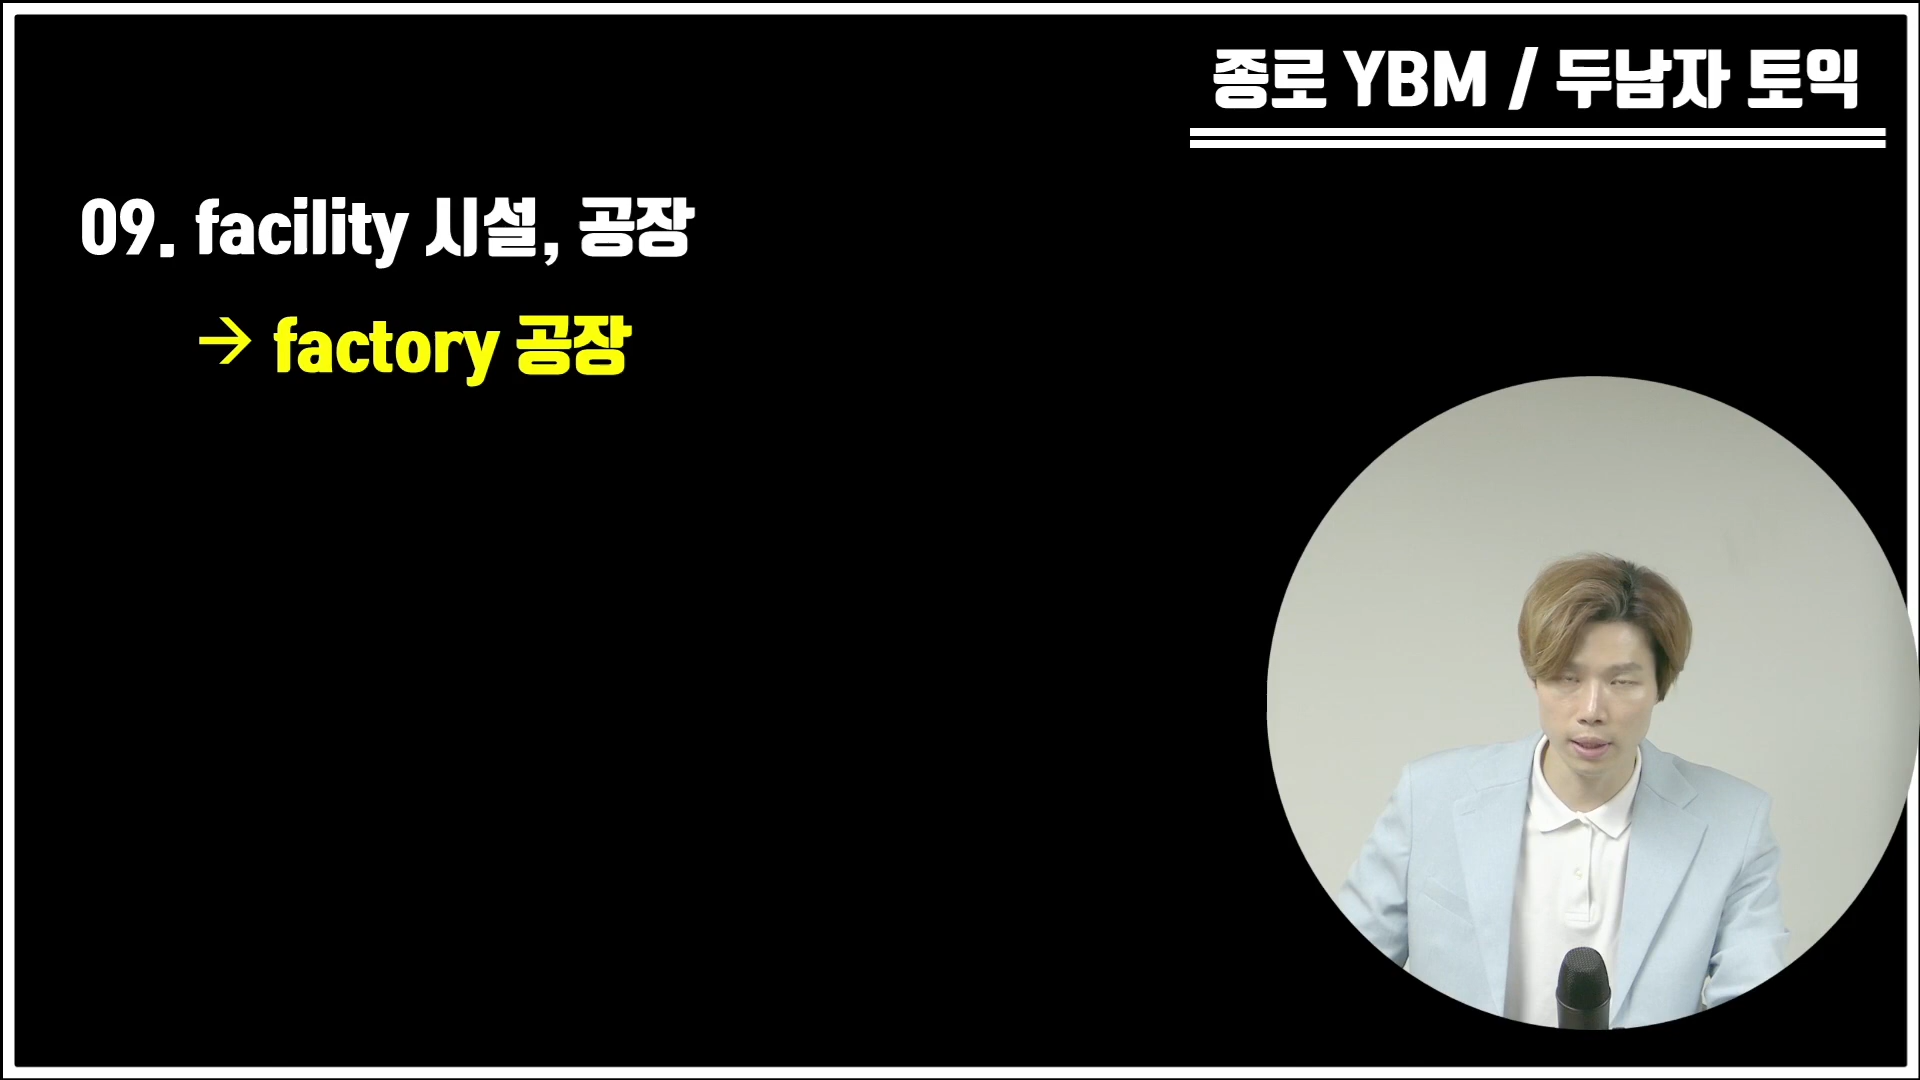 종로 YBM / 두남자 토익
09. facility 시설, 공장
→ factory 공장